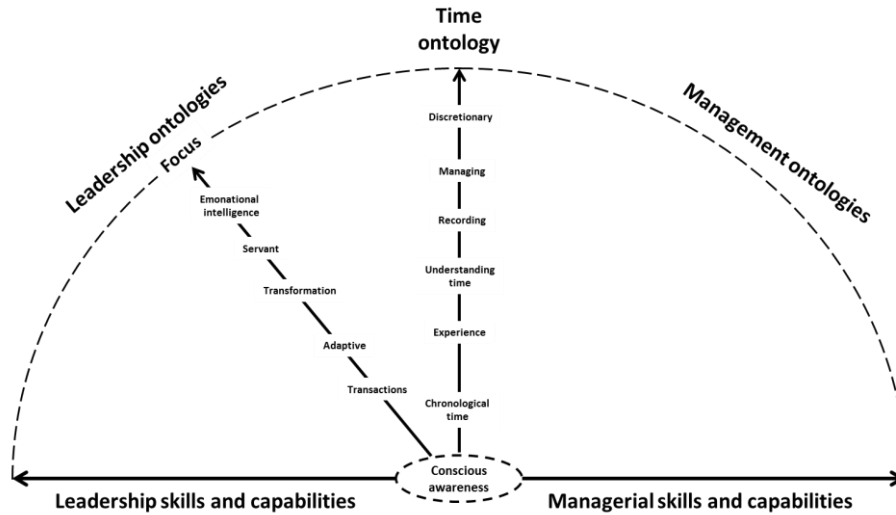 Time
ontology
Leadership ontologies
Focus
Management ontologies
Discretionary
Managing
Recording
Understanding
time
Experience
Chronological
time
Emonational
intelligence
Servant
Transformation
Adaptive
Transactions
Conscious
awareness
Leadership skills and capabilities
Managerial skills and capabilities